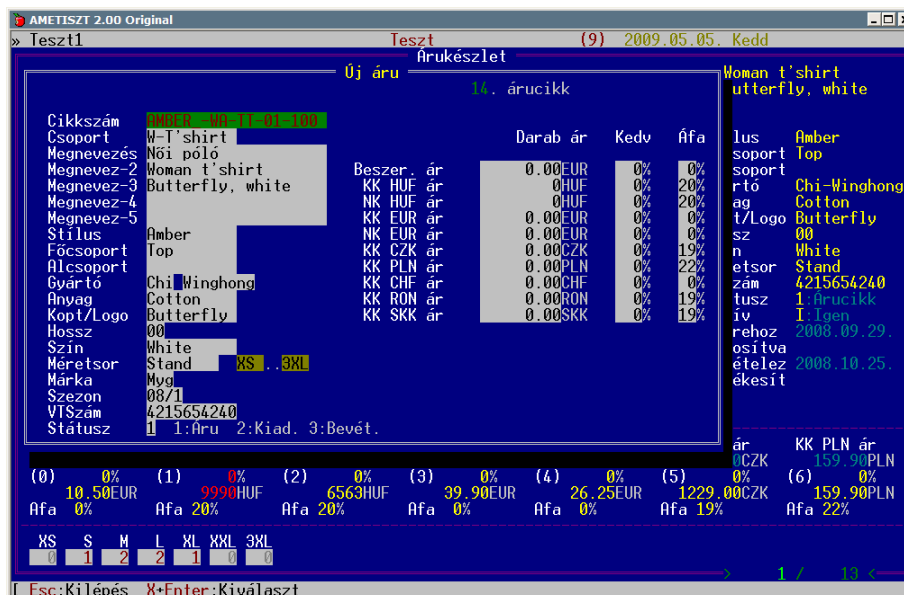 AMETISZT 2.00 Original
» Teszt1 Teszt (9) 2009.05.05. Kedd
Árukészlet
Új áru Woman t'shirt
14. árucikk utterfly, white
Cikkszám AMBER -WA-TT-01-100
Csoport W-T'shirt Darab ár Kedv Áfa lus Amber
Megnevezés Női póló soport Top
Megnevez-2 Woman t'shirt Beszer. ár 0.00EUR 0% 0% soport
Megnevez-3 Butterfly, white KK HUF ár 0HUF 0% 20% rtó Chi-Winghong
Megnevez-4 NK HUF ár 0HUF 0% 20% ag Cotton
Megnevez-5 KK EUR ár 0.00EUR 0% 0% t/Logo Butterfly
Stílus Amber NK EUR ár 0.00EUR 0% 0% sz 00
Főcsoport Top KK CZK ár 0.00CZK 0% 19% n White
Alcsoport KK PLN ár 0.00PLN 0% 22% etsor Stand
Gyártó Chi Winghong KK CHF ár 0.00CHF 0% 0% zám 4215654240
Anyag Cotton KK RON ár 0.00RON 0% 19% tusz 1:Árucikk
Kopt/Logo Butterfly KK SKK ár 0.00SKK 0% 19% ív I:Igen
Hossz 00 rehoz 2008.09.29.
Szín White osítva
Méretsor Stand XS ..3XL ételez 2008.10.25.
Márka Myg ékesít
Szezon 08/1
VTSzám 4215654240
Státusz 1 1:Áru 2:Kiad. 3:Bevét.
ár KK PLN ár
0CZK 159.90PLN
(0) 0% (1) 0% (2) 0% (3) 0% (4) 0% (5) 0% (6) 0%
10.50EUR 9990HUF 6563HUF 39.90EUR 26.25EUR 1229.00CZK 159.90PLN
Áfa 0% Áfa 20% Áfa 20% Áfa 0% Áfa 0% Áfa 19% Áfa 22%
XS S M L XL XXL 3XL
0 1 2 2 1 0 0
> 1 / 13 <
[ Esc:Kilépés X+Enter:Kiválaszt